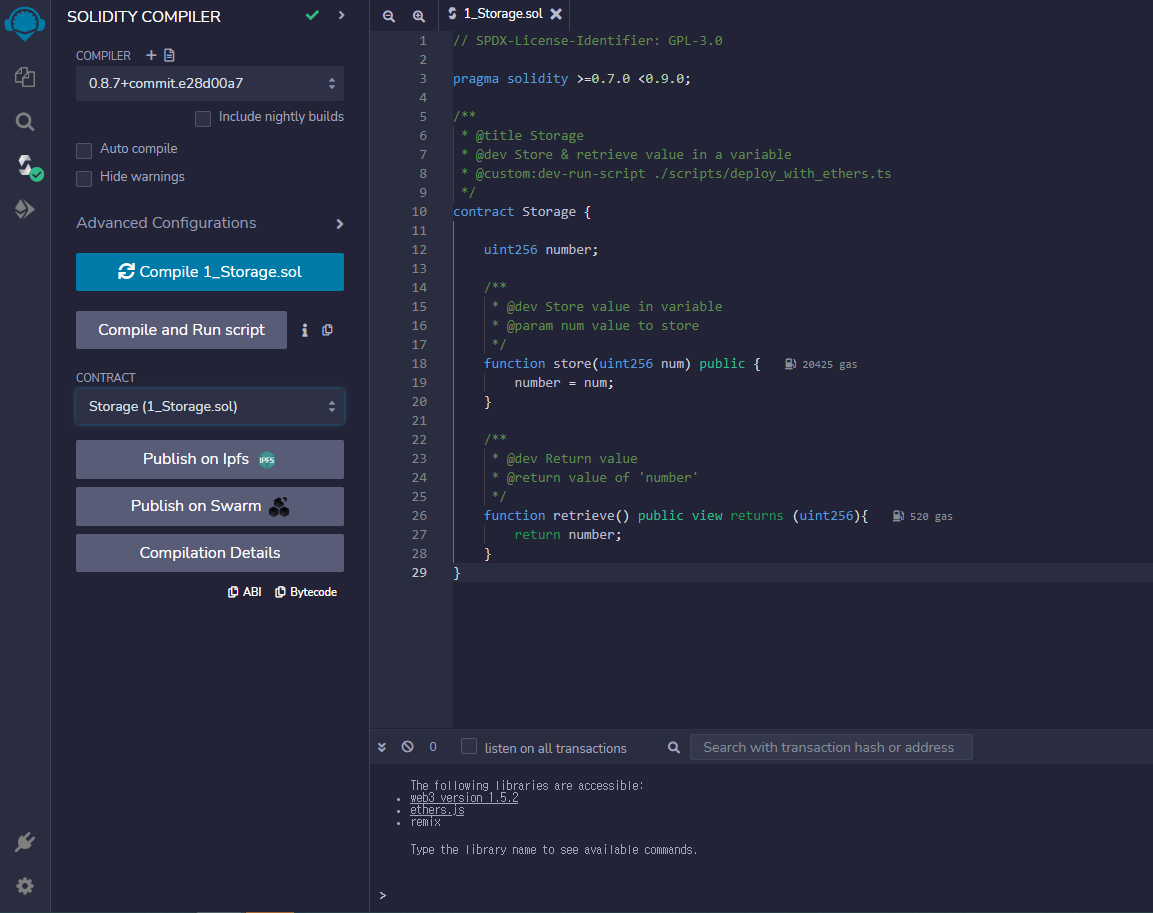 SOLIDITY COMPILER
COMPILER
0.8.7+commit.e28d00a7
Include nightly builds
Auto compile
Hide warnings
Advanced Configurations
Compile 1_Storage.sol
Compile and Run script
CONTRACT
Storage (1_Storage.sol)
Publish on Ipfs IPFS
Publish on Swarm
Compilation Details
ABI Bytecode
1_Storage.sol
1 // SPDX-License-Identifier: GPL-3.0
2
3 pragma solidity >=0.7.0 <0.9.0;
4
5 /**
6 * @title Storage
7 * @dev Store & retrieve value in a variable
8 * @custom:dev-run-script ./scripts/deploy_with_ethers.ts
9 */
10 contract Storage {
11
12 uint256 number;
13
14 /**
15 * @dev Store value in variable
16 * @param num value to store
17 */
18 function store(uint256 num) public { 20425 gas
19 number = num;
20 }
21
22 /**
23 * @dev Return value
24 * @return value of 'number'
25 */
26 function retrieve() public view returns (uint256){ 520 gas
27 return number;
28 }
29 }
0 listen on all transactions Search with transaction hash or address
The following libraries are accessible:
web3 version 1.5.2
ethers.js
remix
Type the library name to see available commands.
>